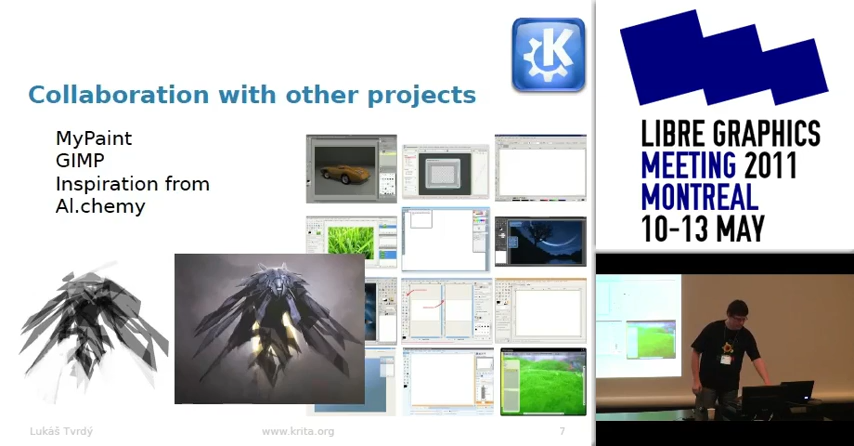 Collaboration with other projects
MyPaint
GIMP
Inspiration from
Al.chemy
Lukáš Tvrdý
www.krita.org
7
K
LIBRE GRAPHICS
MEETING 2011
MONTREAL
10-13 MAY